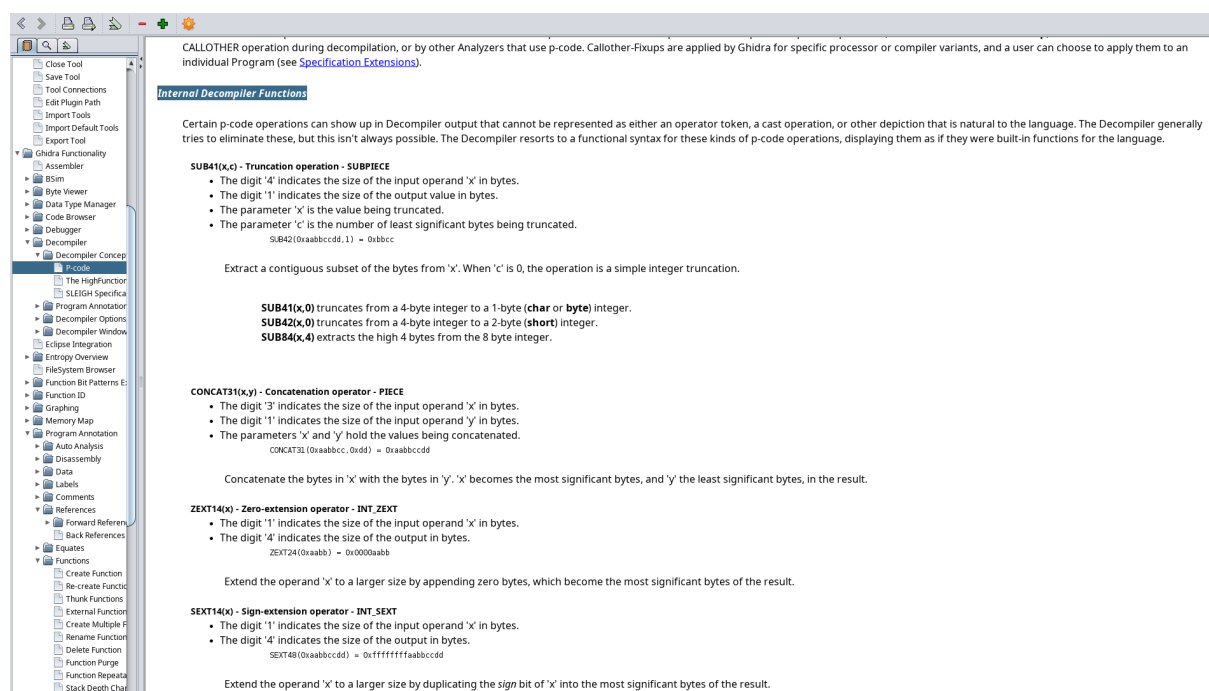 CALLOTHER operation during decompilation, or by other Analyzers that use p-code. Callother-Fixups are applied by Ghidra for specific processor or compiler variants, and a user can choose to apply them to an
individual Program (see Specification Extensions).
Internal Decompiler Functions
Certain p-code operations can show up in Decompiler output that cannot be represented as either an operator token, a cast operation, or other depiction that is natural to the language. The Decompiler generally
tries to eliminate these, but this isn't always possible. The Decompiler resorts to a functional syntax for these kinds of p-code operations, displaying them as if they were built-in functions for the language.
SUB41(x,c) - Truncation operation - SUBPIECE
• The digit '4' indicates the size of the input operand 'x' in bytes.
• The digit '1' indicates the size of the output value in bytes.
• The parameter 'x' is the value being truncated.
• The parameter 'c' is the number of least significant bytes being truncated.
SUB42(0xaabbccdd,1) = 0xbbcc
Extract a contiguous subset of the bytes from 'x'. When 'c' is 0, the operation is a simple integer truncation.
SUB41(x,0) truncates from a 4-byte integer to a 1-byte (char or byte) integer.
SUB42(x,0) truncates from a 4-byte integer to a 2-byte (short) integer.
SUB84(x,4) extracts the high 4 bytes from the 8 byte integer.
CONCAT31(x,y) - Concatenation operator - PIECE
• The digit '3' indicates the size of the input operand 'x' in bytes.
• The digit '1' indicates the size of the input operand 'y' in bytes.
• The parameters 'x' and 'y' hold the values being concatenated.
CONCAT31(0xaabbcc,0xdd) = 0xaabbccdd
Concatenate the bytes in 'x' with the bytes in 'y'. 'x' becomes the most significant bytes, and 'y' the least significant bytes, in the result.
ZEXT14(x) - Zero-extension operator - INT_ZEXT
• The digit '1' indicates the size of the input operand 'x' in bytes.
• The digit '4' indicates the size of the output in bytes.
ZEXT24(0xaabb) = 0x0000aabb
Extend the operand 'x' to a larger size by appending zero bytes, which become the most significant bytes of the result.
SEXT14(x) - Sign-extension operator - INT_SEXT
• The digit '1' indicates the size of the input operand 'x' in bytes.
• The digit '4' indicates the size of the output in bytes.
SEXT48(0xaabbccdd) = 0xffffffffaabbccdd
Extend the operand 'x' to a larger size by duplicating the sign bit of 'x' into the most significant bytes of the result.
Close Tool
Save Tool
Tool Connections
Edit Plugin Path
Import Tools
Import Default Tools
Export Tool
Ghidra Functionality
Assembler
BSim
Byte Viewer
Data Type Manager
Code Browser
Debugger
Decompiler
Decompiler Concep
P-code
The HighFunction
SLEIGH Specifica
Program Annotation
Decompiler Options
Decompiler Window
Eclipse Integration
Entropy Overview
FileSystem Browser
Function Bit Patterns E
Function ID
Graphing
Memory Map
Program Annotation
Auto Analysis
Disassembly
Data
Labels
Comments
References
Forward Referen
Back References
Equates
Functions
Create Function
Re-create Functio
Thunk Functions
External Function
Create Multiple F
Rename Function
Delete Function
Function Purge
Function Repeata
Stack Depth Char